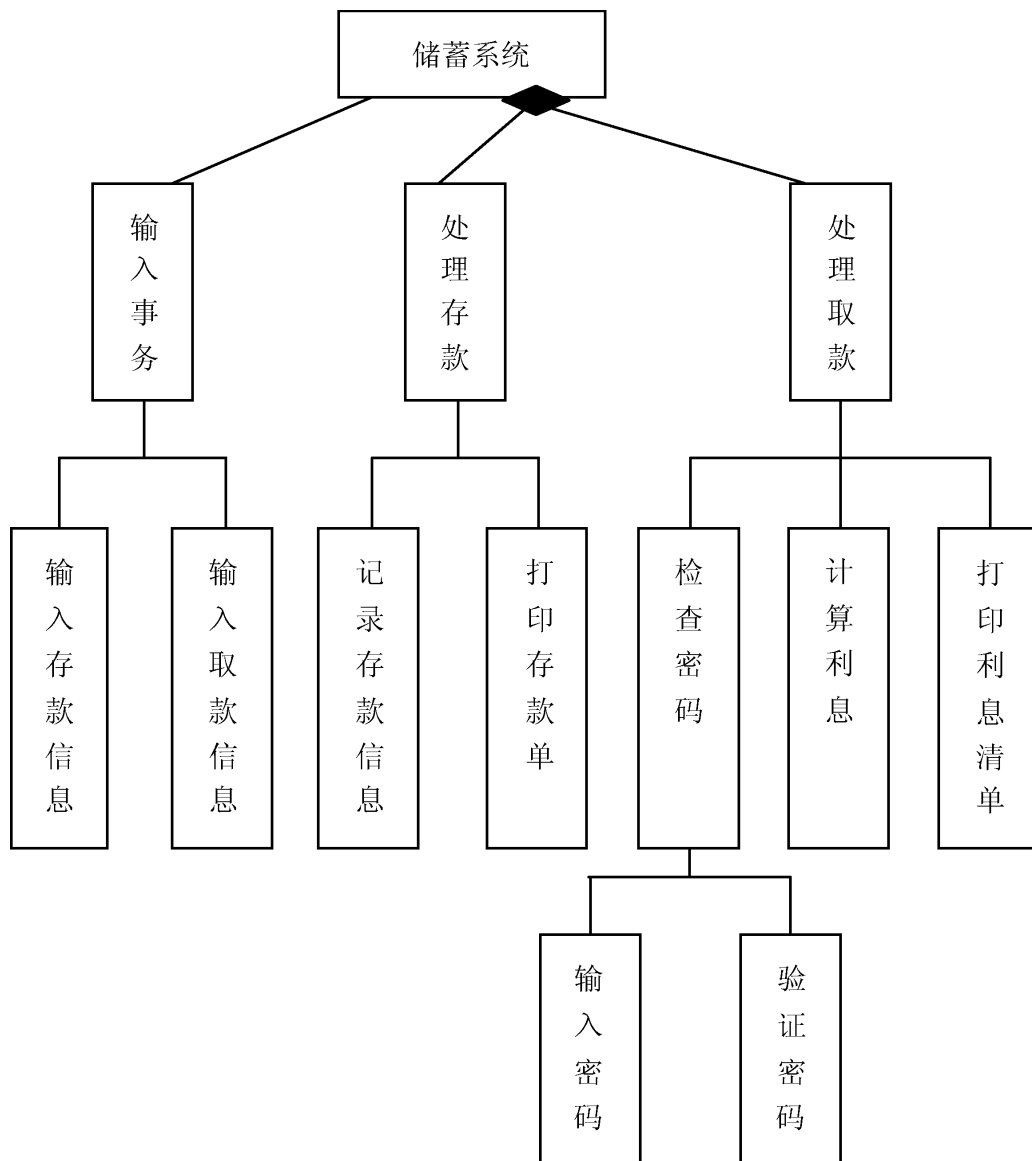 储蓄系统
输入事务
处理存款
处理取款
输入存款信息
输入取款信息
记录存款信息
打印存款单
检查密码
计算利息
打印利息清单
输入密码
验证密码